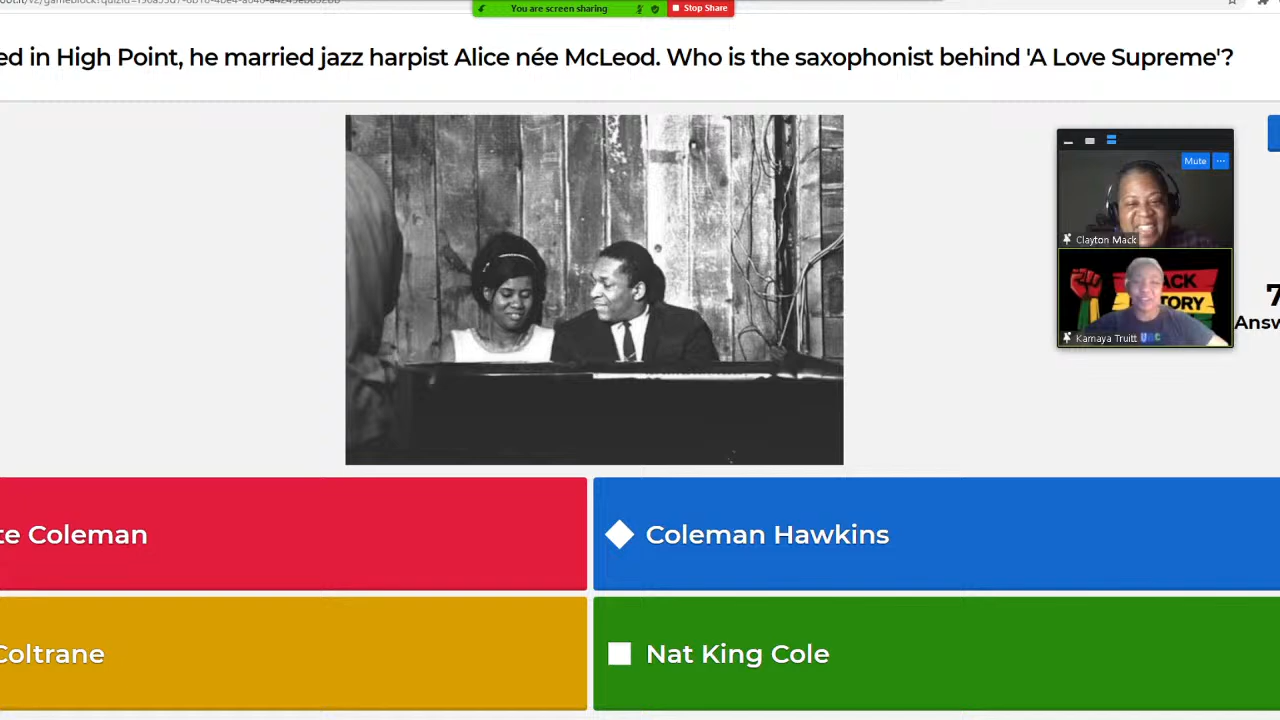 You are screen sharing
Stop Share
ed in High Point, he married jazz harpist Alice née McLeod. Who is the saxophonist behind 'A Love Supreme'?
Mute
Clayton Mack
Kamaya Truitt
7
Answ
te Coleman
Coleman Hawkins
Coltrane
Nat King Cole